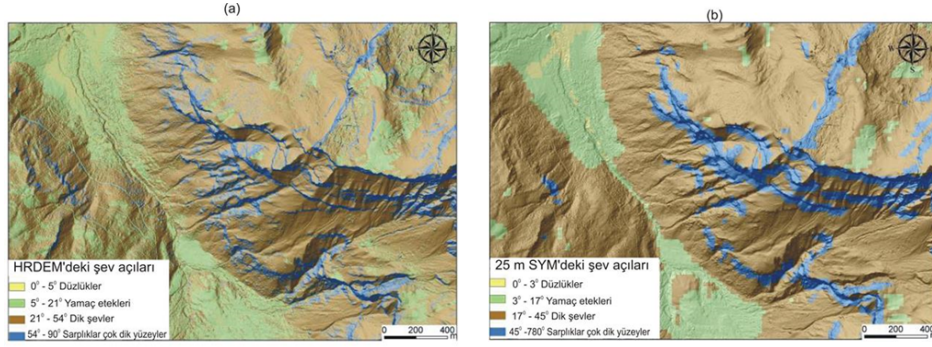 (a)
HRDEM'deki şev açıları
0° - 5° Düzlükler
5° - 21° Yamaç etekleri
21° - 54° Dik şevler
54° - 90° Sarplıklar çok dik yüzeyler
0 100 200 400
m
(b)
25 m SYM'deki şev açıları
0° - 3° Düzlükler
3° - 17° Yamaç etekleri
17° - 45° Dik şevler
45° -780° Sarplıklar çok dik yüzeyler
0 100 200 400
m